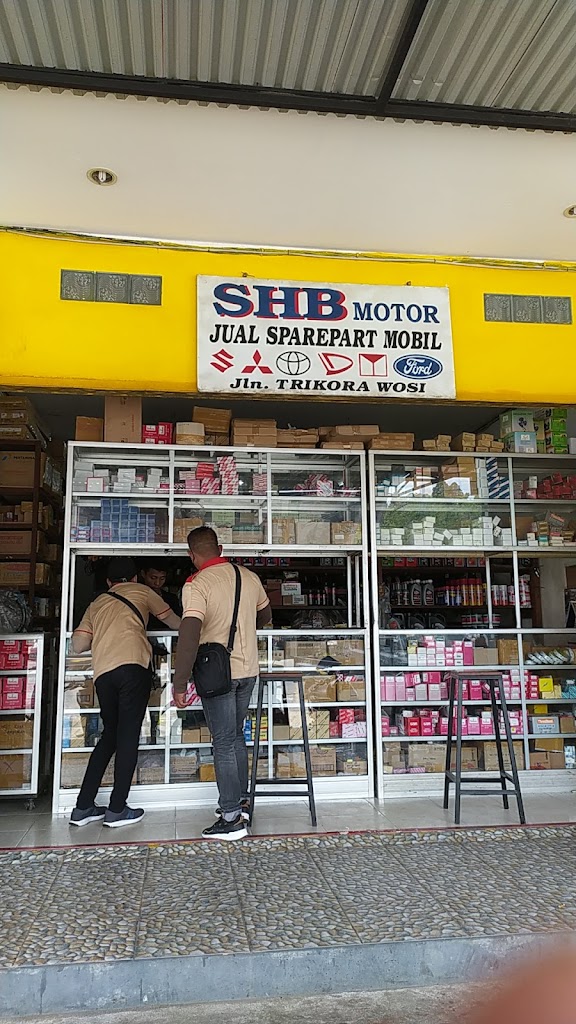 SHB MOTOR
JUAL SPAREPART MOBIL
Ford
Jln. TRIKORA WOSI